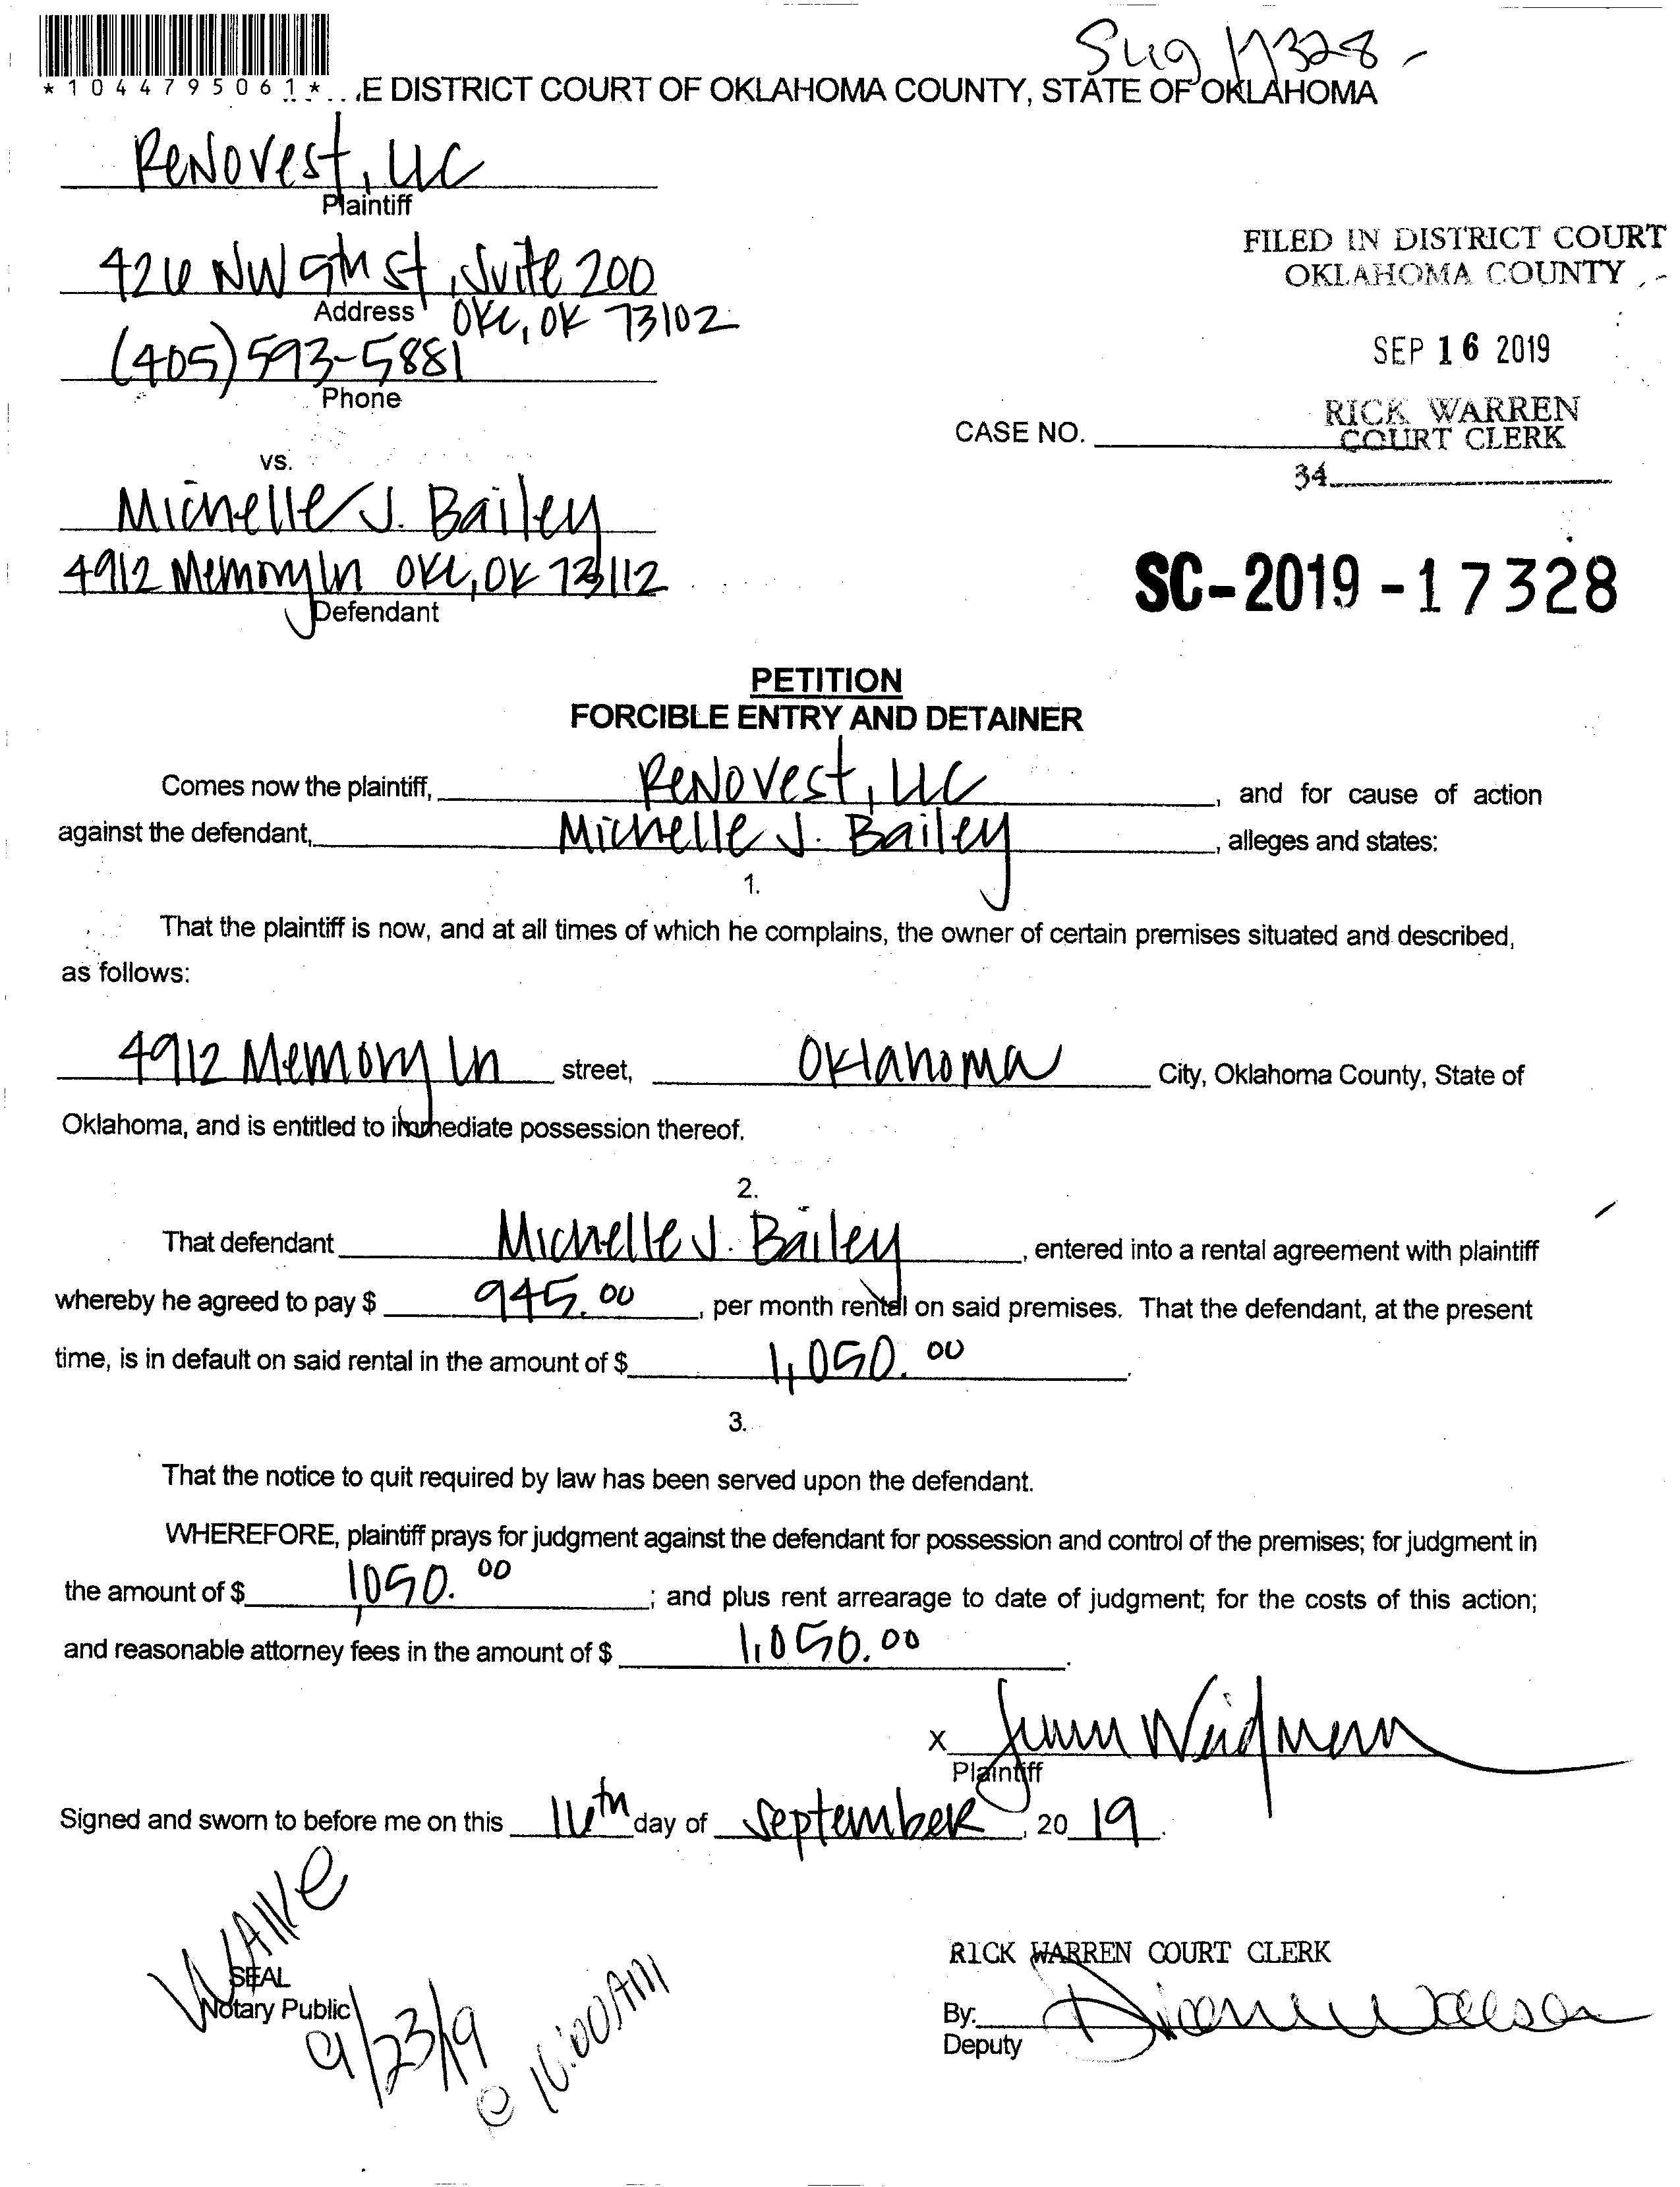 Sug 17328 -
*10447950 6 1* E DISTRICT COURT OF OKLAHOMA COUNTY, STATE OF OKLAHOMA
ReNovest, LLC
Plaintiff
426 NW 5th St, Suite 200
Address OKC, OK 73102
(405) 593-5881
Phone
FILED IN DISTRICT COURT
OKLAHOMA COUNTY
SEP 16 2019
RICK WARREN
COURT CLERK
CASE NO.
34
vs.
Michelle J. Bailey
4912 Memory Ln OKC, OK 73112
Defendant
SC-2019-17328
PETITION
FORCIBLE ENTRY AND DETAINER
Comes now the plaintiff, ReNovest, LLC, and for cause of action
against the defendant, Michelle J. Bailey, alleges and states:
1.
That the plaintiff is now, and at all times of which he complains, the owner of certain premises situated and described,
as follows:
4912 Memory Ln street, Oklahoma City, Oklahoma County, State of
Oklahoma, and is entitled to immediate possession thereof.
2.
That defendant Michelle J. Bailey, entered into a rental agreement with plaintiff
whereby he agreed to pay $ 945.00, per month rental on said premises. That the defendant, at the present
time, is in default on said rental in the amount of $ 1,050.00.
3.
That the notice to quit required by law has been served upon the defendant.
WHEREFORE, plaintiff prays for judgment against the defendant for possession and control of the premises; for judgment in
the amount of $ 1,050.00; and plus rent arrearage to date of judgment; for the costs of this action;
and reasonable attorney fees in the amount of $ 1,050.00.
X
Plaintiff
Signed and sworn to before me on this 16th day of September, 2019.
WAIVE
SEAL
Notary Public
9/23/19
@ 10:00AM
RICK WARREN COURT CLERK
By:
Deputy